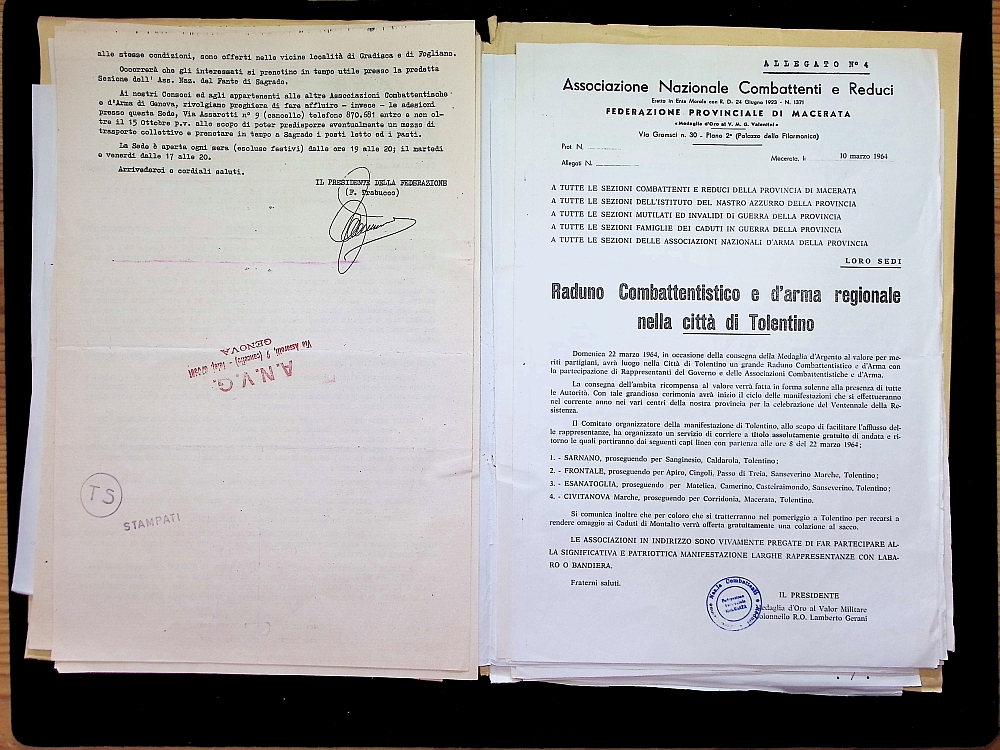 alle stesse condizioni, sono offerti nelle vicine località di Gradisca e di Fogliano.
Occorrerà che gli interessati si prenotino in tempo utile presso la predetta
Sezione dell' Ass. Naz. del Fante di Sagrado.
Ai nostri Consoci ed agli appartenenti alle altre Associazioni Combattentische
e d'Arma di Genova, rivolgiamo preghiera di fare affluire - invece - le adesioni
presso questa Sede, Via Assarotti n° 9 (cancello) telefono 870.681 entro e non ol-
tre il 15 Ottobre p.v. allo scopo di poter predisporre eventualmente un mezzo di
trasporto collettivo e prenotare in tempo a Sagrado i posti letto ed i pasti.
La Sede è aperta ogni sera (escluso festivi) dalle ore 19 alle 20; il martedì
e venerdì dalle 17 alle 20.
Arrivederci e cordiali saluti.
IL PRESIDENTE DELLA FEDERAZIONE
(F. Trabucco)
A.N.V.G.
Via Assarotti, 9 (cancello)
GENOVA
TS
STAMPATI
ALLEGATO N° 4
Associazione Nazionale Combattenti e Reduci
Eretta in Ente Morale con R. D. 24 Giugno 1923 - N. 1371
FEDERAZIONE PROVINCIALE DI MACERATA
«Medaglia d'Oro al V. M. G. Valentini»
Via Gramsci n. 30 - Piano 2° (Palazzo della Filarmonica)
Prot N.
Allegati N.
Macerata, li 10 marzo 1964
A TUTTE LE SEZIONI COMBATTENTI E REDUCI DELLA PROVINCIA DI MACERATA
A TUTTE LE SEZIONI DELL'ISTITUTO DEL NASTRO AZZURRO DELLA PROVINCIA
A TUTTE LE SEZIONI MUTILATI ED INVALIDI DI GUERRA DELLA PROVINCIA
A TUTTE LE SEZIONI FAMIGLIE DEI CADUTI IN GUERRA DELLA PROVINCIA
A TUTTE LE SEZIONI DELLE ASSOCIAZIONI NAZIONALI D'ARMA DELLA PROVINCIA
LORO SEDI
Raduno Combattentistico e d'arma regionale
nella città di Tolentino
Domenica 22 marzo 1964, in occasione della consegna della Medaglia d'Argento al valore per me-
riti partigiani, avrà luogo nella Città di Tolentino un grande Raduno Combattentistico e d'Arma con
la partecipazione di Rappresentanti del Governo e delle Associazioni Combattentistiche e d'Arma.
La consegna dell'ambita ricompensa al valore verrà fatta in forma solenne alla presenza di tutte
le Autorità. Con tale grandiosa cerimonia avrà inizio il ciclo delle manifestazioni che si effettueranno
nel corrente anno nei vari centri della nostra provincia per la celebrazione del Ventennale della Re-
sistenza.
Il Comitato organizzatore della manifestazione di Tolentino, allo scopo di facilitare l'afflusso del-
le rappresentanze, ha organizzato un servizio di corriere a titolo assolutamente gratuito di andata e ri-
torno le quali partiranno dai seguenti capi linea con partenza alle ore 8 del 22 marzo 1964;
1. - SARNANO, proseguendo per Sanginesio, Caldarola, Tolentino;
2. - FRONTALE, proseguendo per Apiro, Cingoli, Passo di Treia, Sanseverino Marche, Tolentino;
3. - ESANATOGLIA, proseguendo per Matelica, Camerino, Castelraimondo, Sanseverino, Tolentino;
4. - CIVITANOVA Marche, proseguendo per Corridonia, Macerata, Tolentino.
Si comunica inoltre che per coloro che si tratterranno nel pomeriggio a Tolentino per recarsi a
rendere omaggio ai Caduti di Montalto verrà offerta gratuitamente una colazione al sacco.
LE ASSOCIAZIONI IN INDIRIZZO SONO VIVAMENTE PREGATE DI FAR PARTECIPARE AL-
LA SIGNIFICATIVA E PATRIOTTICA MANIFESTAZIONE LARGHE RAPPRESENTANZE CON LABA-
RO O BANDIERA.
Fraterni saluti.
IL PRESIDENTE
Medaglia d'Oro al Valor Militare
Colonnello R.O. Lamberto Gerani